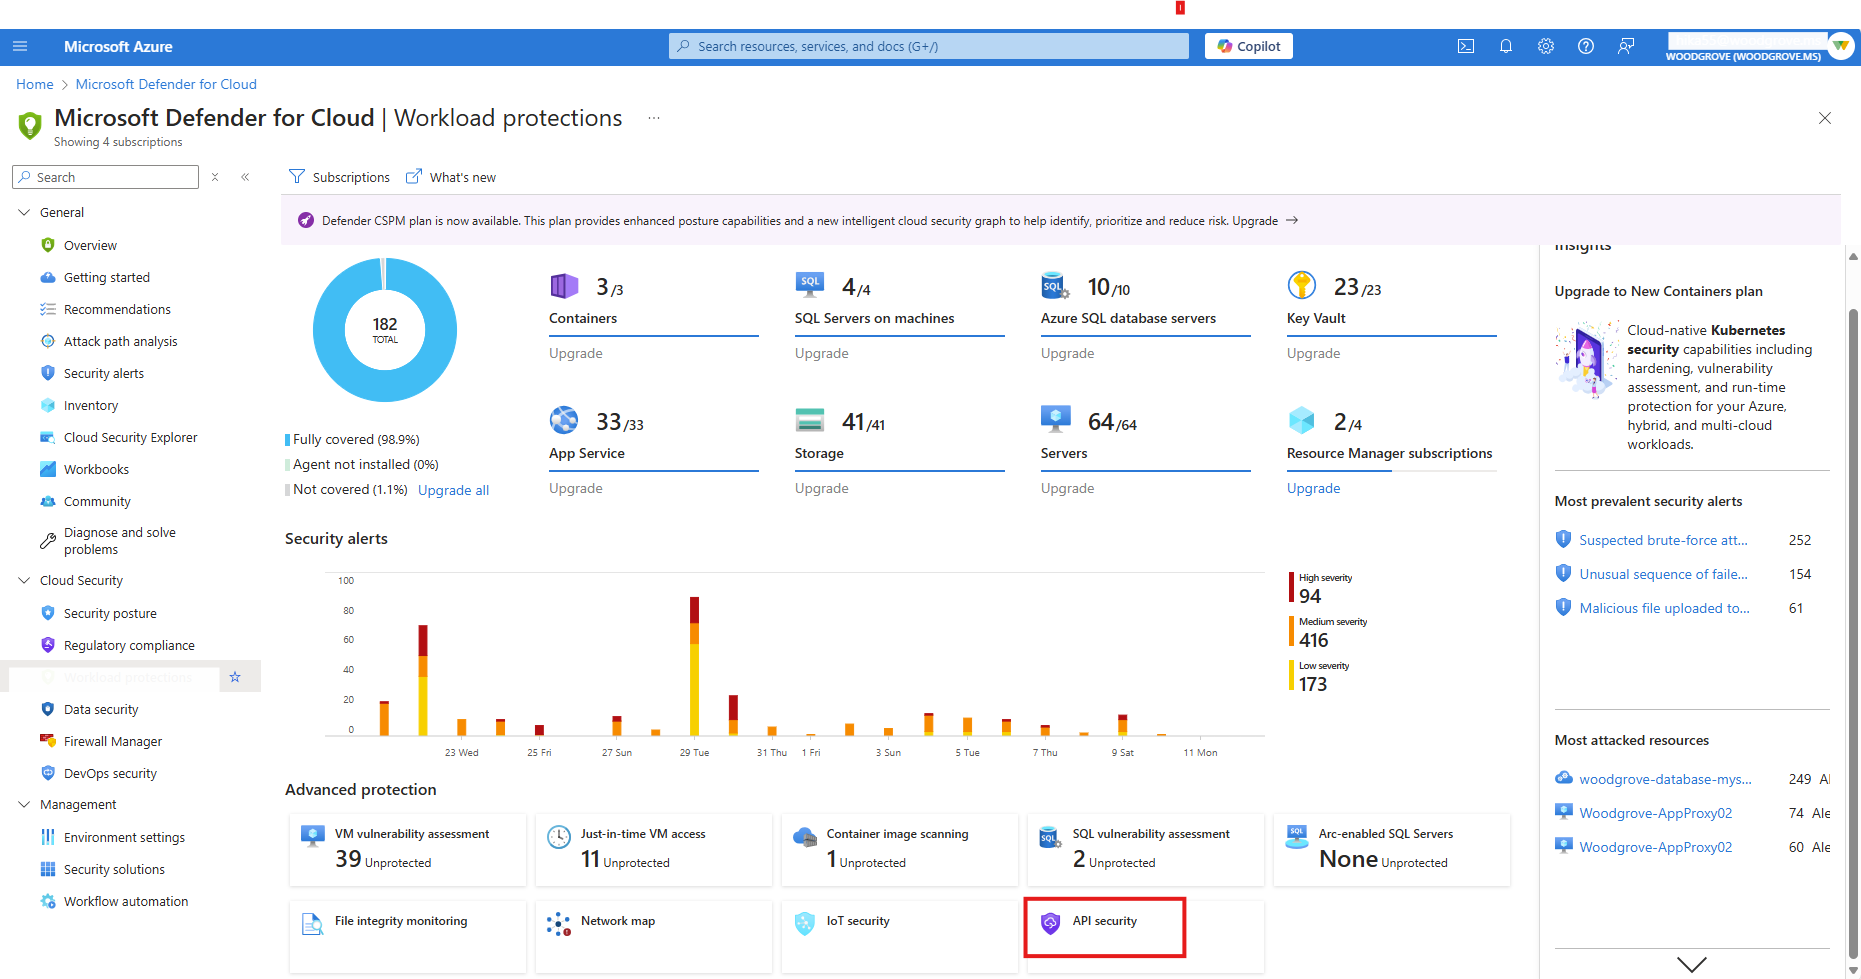 Microsoft Azure
Search resources, services, and docs (G+/)
Copilot
WOODGROVE (WOODGROVE.MS)
Home > Microsoft Defender for Cloud
Microsoft Defender for Cloud | Workload protections ...
Showing 4 subscriptions
Search
General
Overview
Getting started
Recommendations
Attack path analysis
Security alerts
Inventory
Cloud Security Explorer
Workbooks
Community
Diagnose and solve
problems
Cloud Security
Security posture
Regulatory compliance
Workload protections
Data security
Firewall Manager
DevOps security
Management
Environment settings
Security solutions
Workflow automation
Subscriptions
What's new
Defender CSPM plan is now available. This plan provides enhanced posture capabilities and a new intelligent cloud security graph to help identify, prioritize and reduce risk. Upgrade →
182
TOTAL
Fully covered (98.9%)
Agent not installed (0%)
Not covered (1.1%) Upgrade all
3/3
Containers
Upgrade
4/4
SQL Servers on machines
Upgrade
10/10
Azure SQL database servers
Upgrade
23/23
Key Vault
Upgrade
33/33
App Service
Upgrade
41/41
Storage
Upgrade
64/64
Servers
Upgrade
2/4
Resource Manager subscriptions
Upgrade
Security alerts
100
80
60
40
20
0
23 Wed
25 Fri
27 Sun
29 Tue
31 Thu
1 Fri
3 Sun
5 Tue
7 Thu
9 Sat
11 Mon
High severity
94
Medium severity
416
Low severity
173
Advanced protection
VM vulnerability assessment
39 Unprotected
Just-in-time VM access
11 Unprotected
Container image scanning
1 Unprotected
SQL vulnerability assessment
2 Unprotected
Arc-enabled SQL Servers
None Unprotected
File integrity monitoring
Network map
IoT security
API security
Insights
Upgrade to New Containers plan
Cloud-native Kubernetes
security capabilities including
hardening, vulnerability
assessment, and run-time
protection for your Azure,
hybrid, and multi-cloud
workloads.
Most prevalent security alerts
Suspected brute-force att... 252
Unusual sequence of faile... 154
Malicious file uploaded to... 61
Most attacked resources
woodgrove-database-mys... 249 Al
Woodgrove-AppProxy02 74 Ale
Woodgrove-AppProxy02 60 Ale